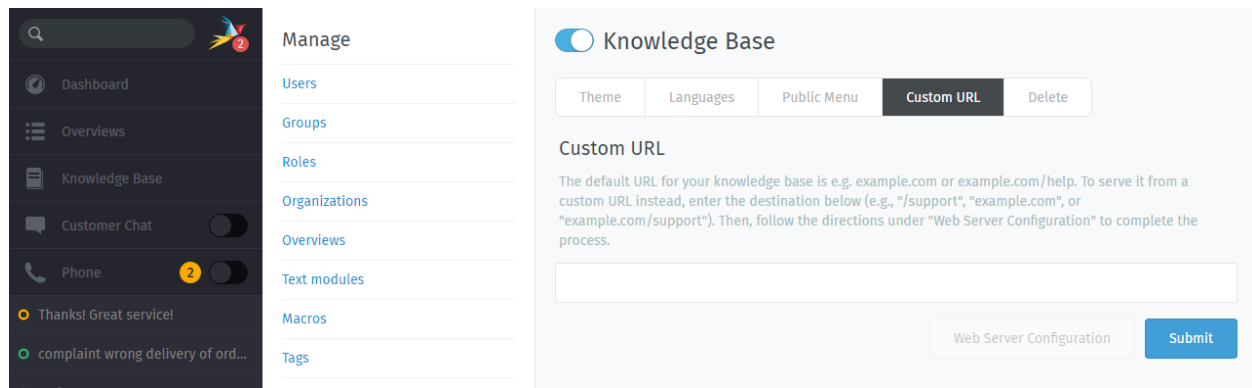 2
Dashboard
Overviews
Knowledge Base
Customer Chat
Phone 2
Thanks! Great service!
complaint wrong delivery of ord...
Manage
Users
Groups
Roles
Organizations
Overviews
Text modules
Macros
Tags
Knowledge Base
Theme Languages Public Menu Custom URL Delete
Custom URL
The default URL for your knowledge base is e.g. example.com or example.com/help. To serve it from a
custom URL instead, enter the destination below (e.g., "/support", "example.com", or
"example.com/support"). Then, follow the directions under "Web Server Configuration" to complete the
process.
Web Server Configuration Submit